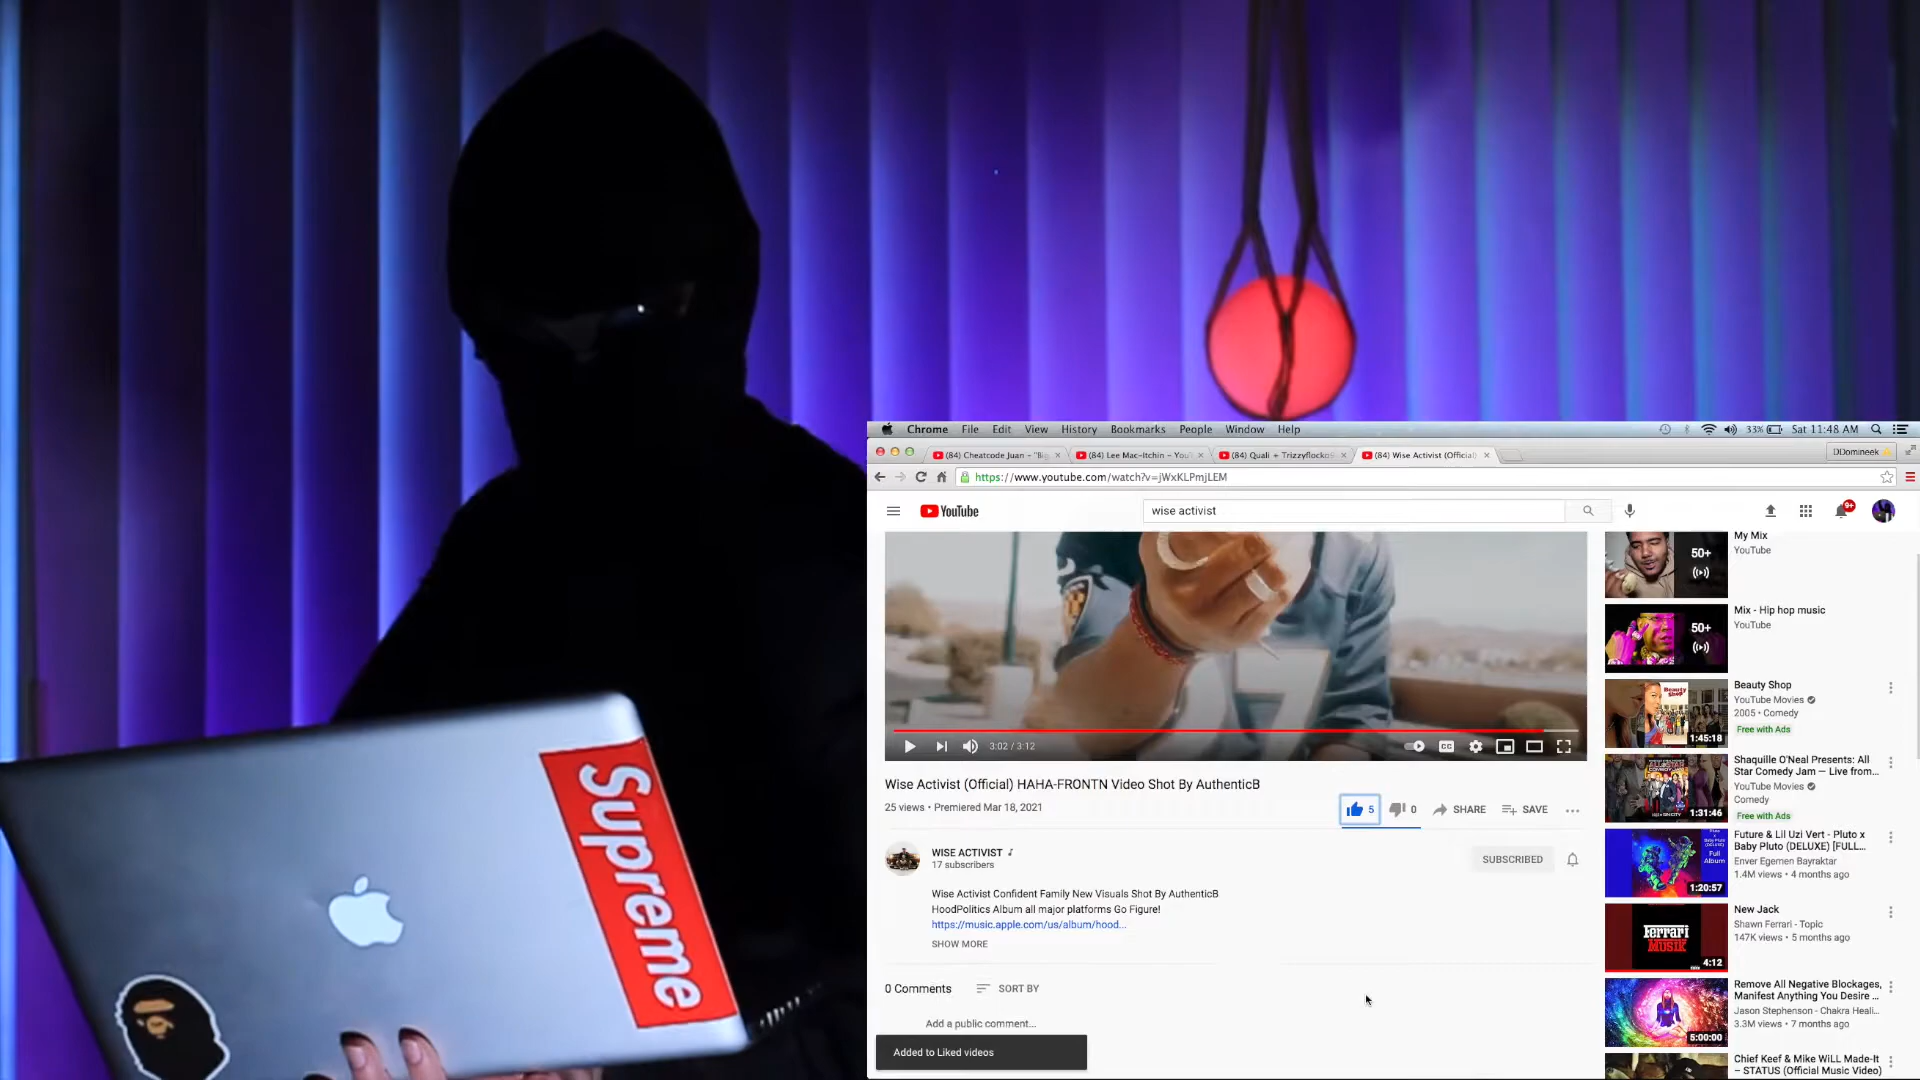 Supreme
Chrome File Edit View History Bookmarks People Window Help
33% Sat 11:48 AM
(84) Cheatcode Juan - "Big
(84) Lee Mac-Itchin - YouT
(84) Quali + Trizzyflocko
(84) Wise Activist (Official)
DDomineek
https://www.youtube.com/watch?v=jWxKLPmjLEM
YouTube
wise activist
9+
3:02 / 3:12
CC
Wise Activist (Official) HAHA-FRONTN Video Shot By AuthenticB
25 views • Premiered Mar 18, 2021
5
0
SHARE
SAVE
WISE ACTIVIST
17 subscribers
SUBSCRIBED
Wise Activist Confident Family New Visuals Shot By AuthenticB
HoodPolitics Album all major platforms Go Figure!
https://music.apple.com/us/album/hood...
SHOW MORE
0 Comments
SORT BY
Add a public comment...
Added to Liked videos
My Mix
YouTube
50+
Mix - Hip hop music
YouTube
50+
Beauty Shop
YouTube Movies
2005 • Comedy
Free with Ads
1:45:18
Shaquille O'Neal Presents: All
Star Comedy Jam — Live from...
YouTube Movies
Comedy
Free with Ads
1:31:46
Future & Lil Uzi Vert - Pluto x
Baby Pluto (DELUXE) [FULL...
Enver Egemen Bayraktar
1.4M views • 4 months ago
Full
Album
1:20:57
New Jack
Shawn Ferrari - Topic
147K views • 5 months ago
Ferrari
MUSIK
4:12
Remove All Negative Blockages,
Manifest Anything You Desire ...
Jason Stephenson - Chakra Heali...
3.3M views • 7 months ago
5:00:00
Chief Keef & Mike WiLL Made-It
– STATUS (Official Music Video)